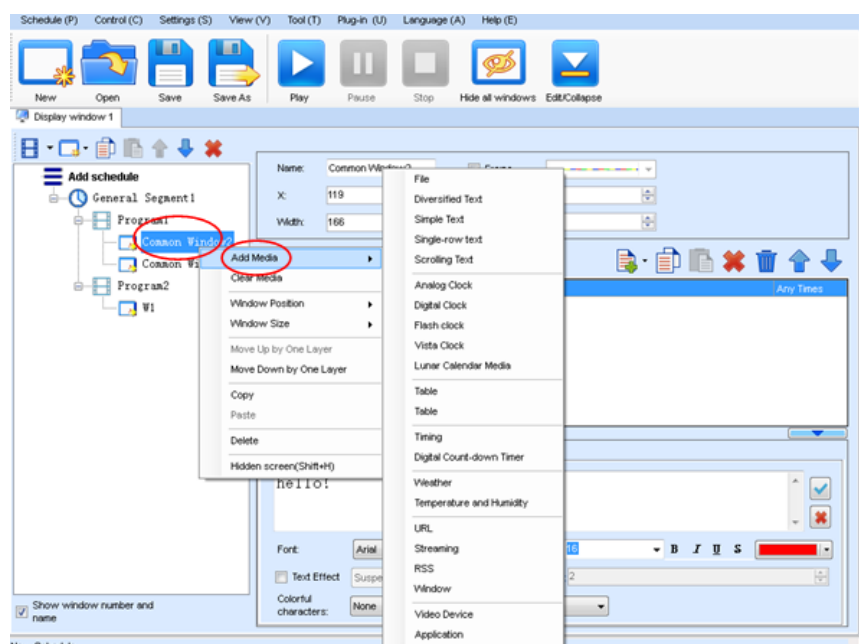 Schedule (P) Control (C) Settings (S) View (V) Tool (T) Plug-in (U) Language (A) Help (E)
New Open Save Save As Play Pause Stop Hide all windows Edit/Collapse
Display window 1
Add schedule
General Segment1
Program1
Common Window2
Common Wi
Program2
W1
Show window number and
name
Name: Common Window2
X: 119
Width: 166
Add Media
Clear Media
Window Position
Window Size
Move Up by One Layer
Move Down by One Layer
Copy
Paste
Delete
Hidden screen(Shift+H)
File
Diversified Text
Simple Text
Single-row text
Scrolling Text
Analog Clock
Digital Clock
Flash clock
Vista Clock
Lunar Calendar Media
Table
Table
Timing
Digital Count-down Timer
Weather
Temperature and Humidity
URL
Streaming
RSS
Window
Video Device
Application
Any Times
hello!
Font: Arial 16 B I U S
Text Effect Suspe 2
Colorful
characters: None